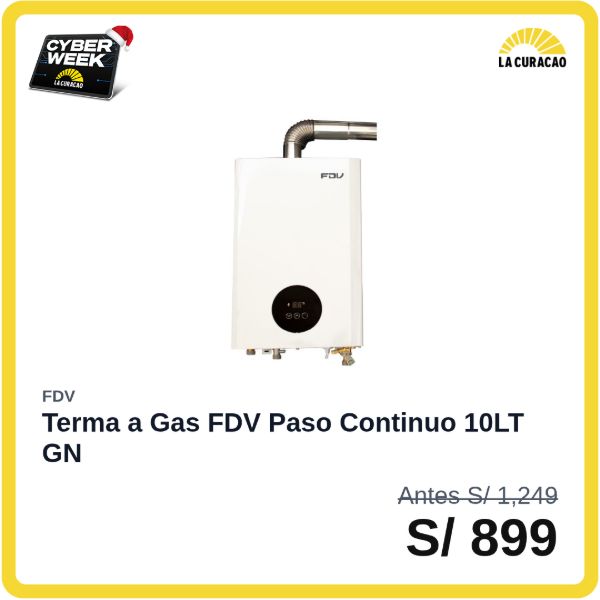 CYBER
WEEK
LA CURACAO
LA CURACAO
FDV
FDV
Terma a Gas FDV Paso Continuo 10LT
GN
Antes S/ 1,249
S/ 899